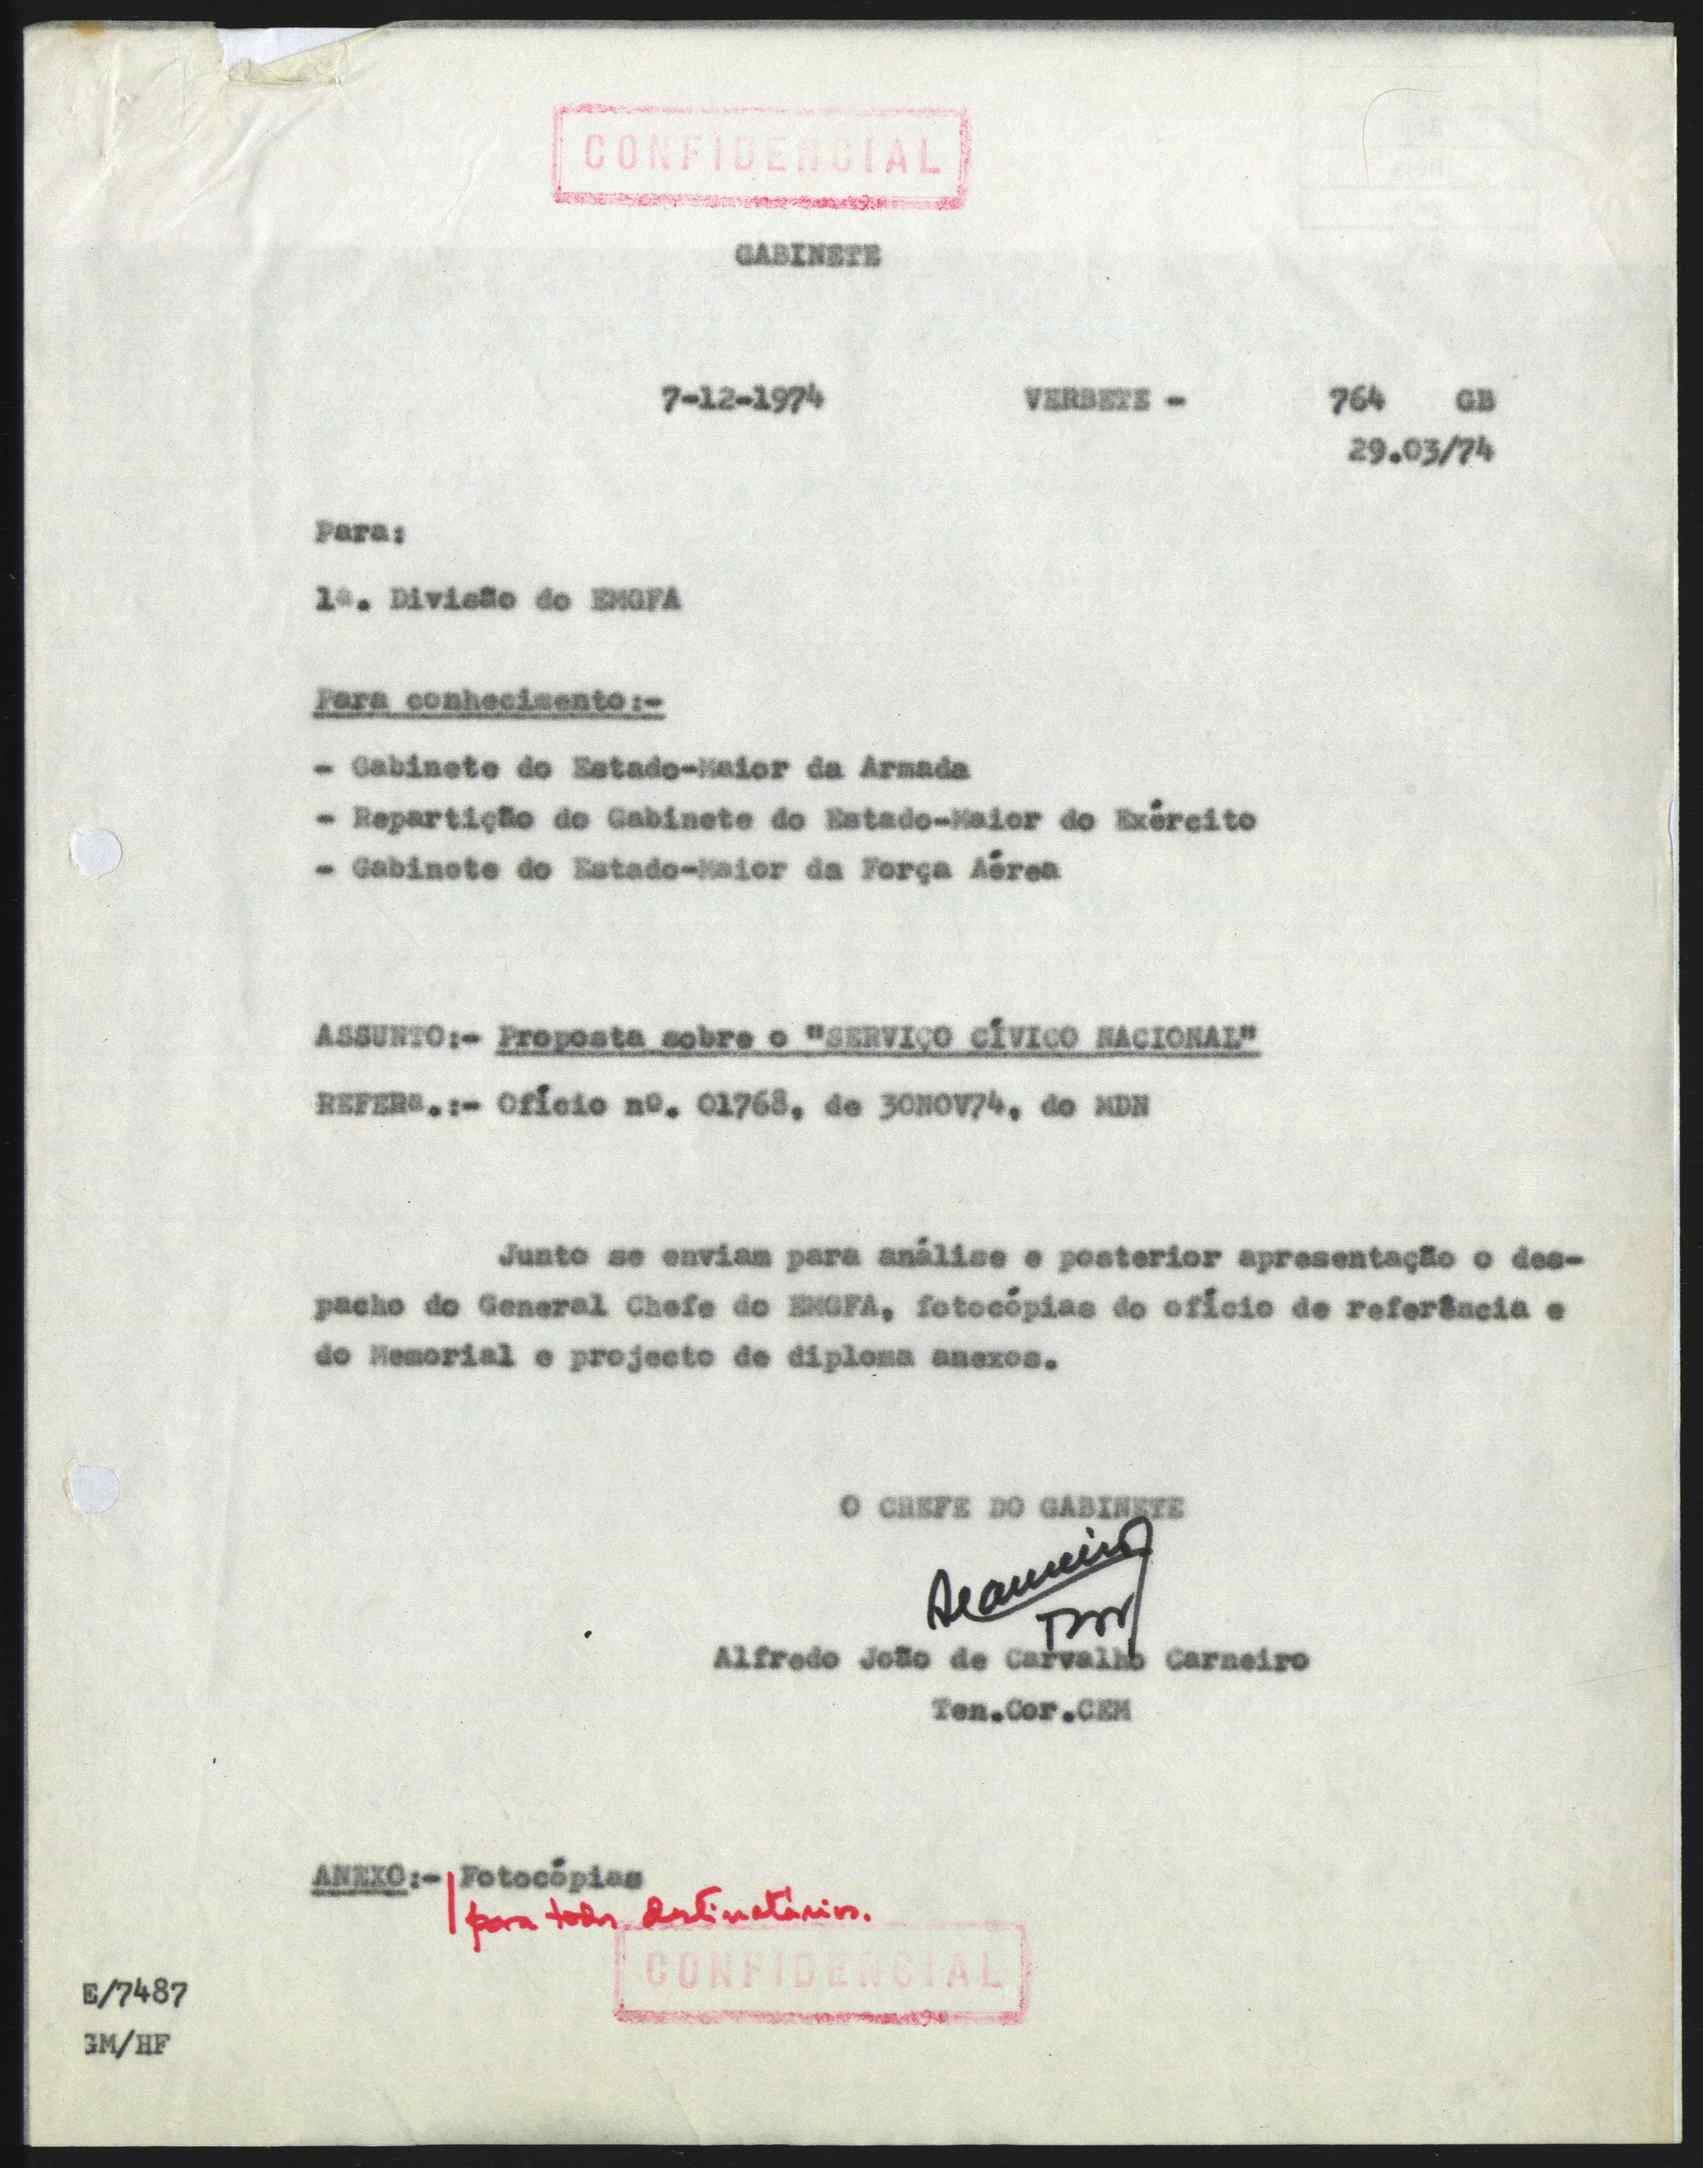 CONFIDENCIAL
GABINETE
7-12-1974 VERBETE - 764 GB
29.03/74
Para:
1ª. Divisão do EMGFA
Para conhecimento:-
- Gabinete do Estado-Maior da Armada
- Repartição do Gabinete do Estado-Maior do Exército
- Gabinete do Estado-Maior da Força Aérea
ASSUNTO:- Proposta sobre o "SERVIÇO CÍVICO NACIONAL"
REFERª.:- Ofício nº. 01768, de 30NOV74, do MDN
Junto se enviam para análise e posterior apresentação o des-
pacho do General Chefe do EMGFA, fotocópias do ofício de referência e
do Memorial e projecto de diploma anexos.
O CHEFE DO GABINETE
Alfredo João de Carvalho Carneiro
Ten.Cor.CEM
ANEXO:- Fotocópias
para todos destinatários.
CONFIDENCIAL
E/7487
GM/HF